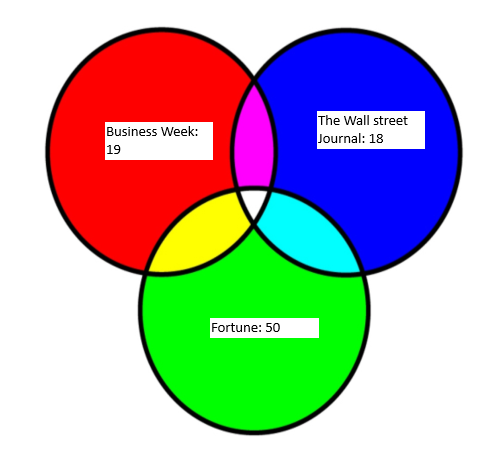 Business Week:
19
The Wall street
Journal: 18
Fortune: 50